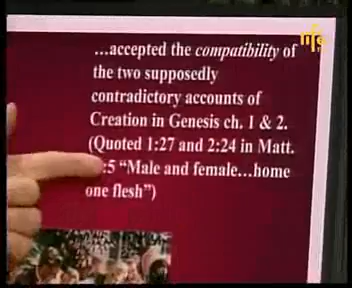 ...accepted the compatibility of
the two supposedly
contradictory accounts of
Creation in Genesis ch. 1 & 2.
(Quoted 1:27 and 2:24 in Matt.
:5 “Male and female...home
one flesh”)